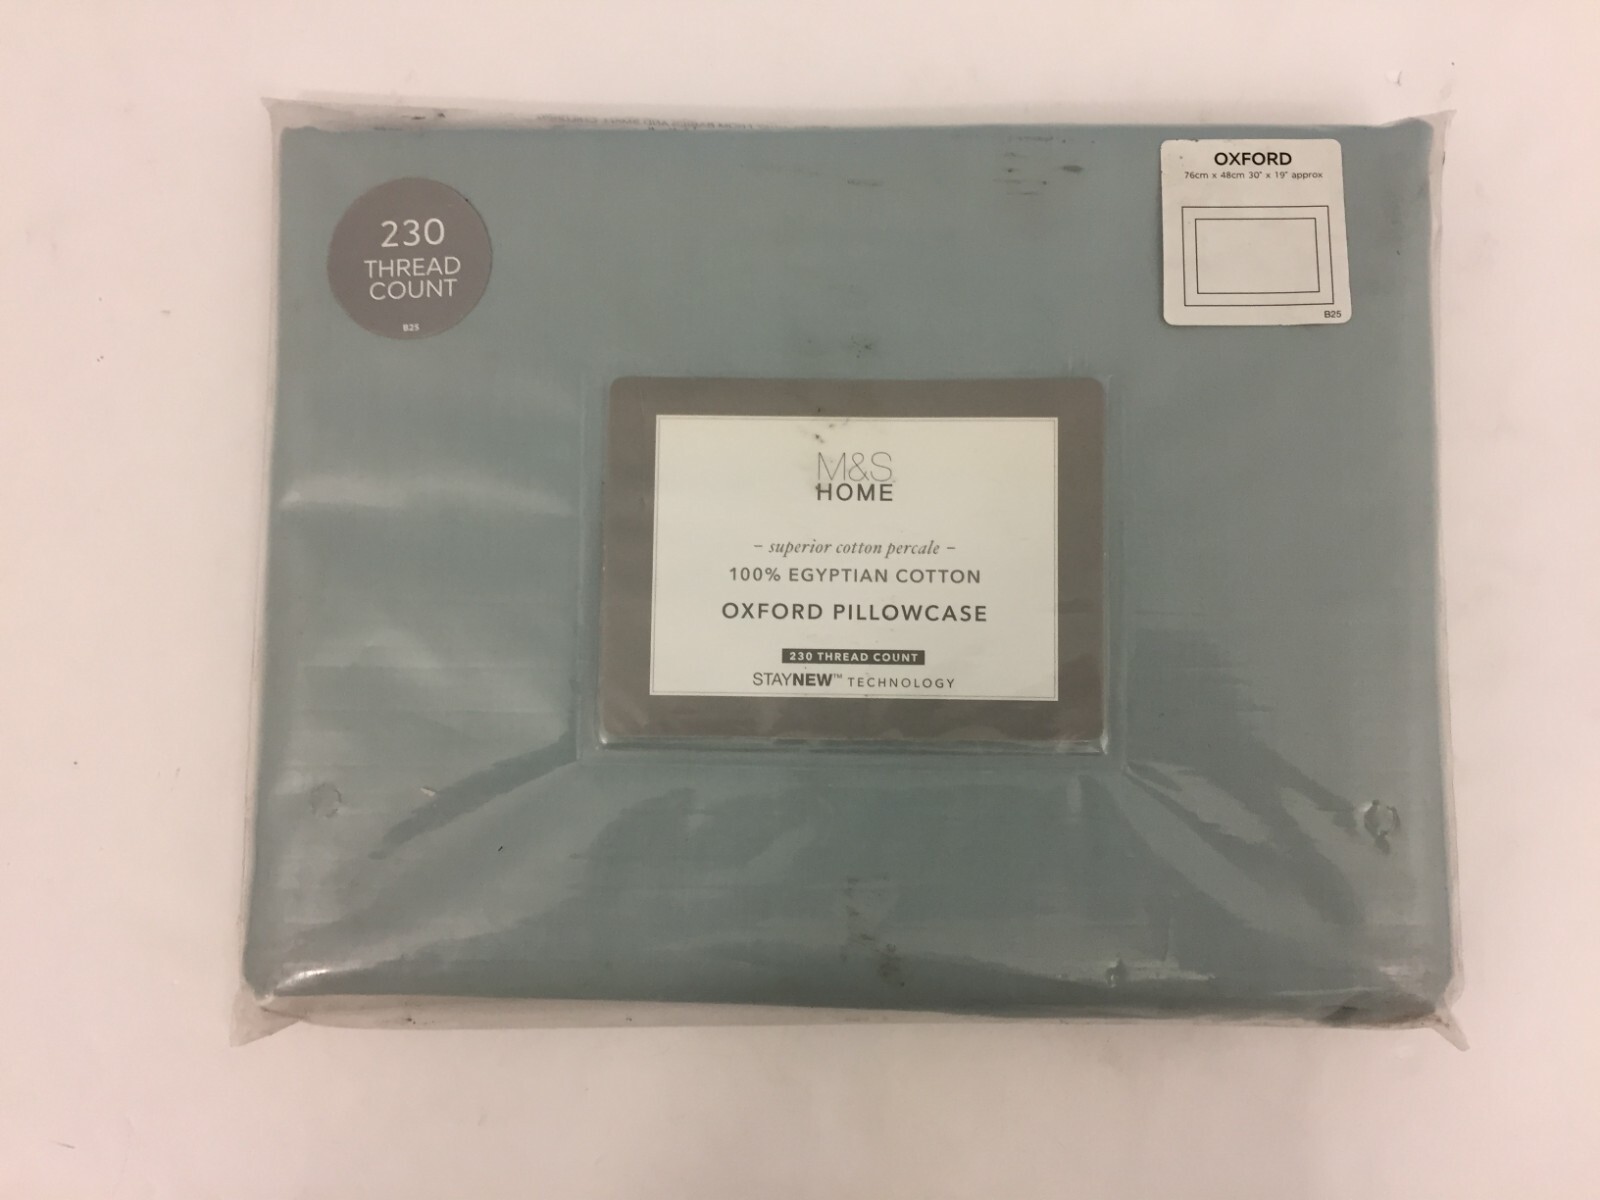 230
THREAD
COUNT
B25
OXFORD
76cm x 48cm 30" x 19" approx
B25
M&S
HOME
– superior cotton percale –
100% EGYPTIAN COTTON
OXFORD PILLOWCASE
230 THREAD COUNT
STAYNEW™ TECHNOLOGY